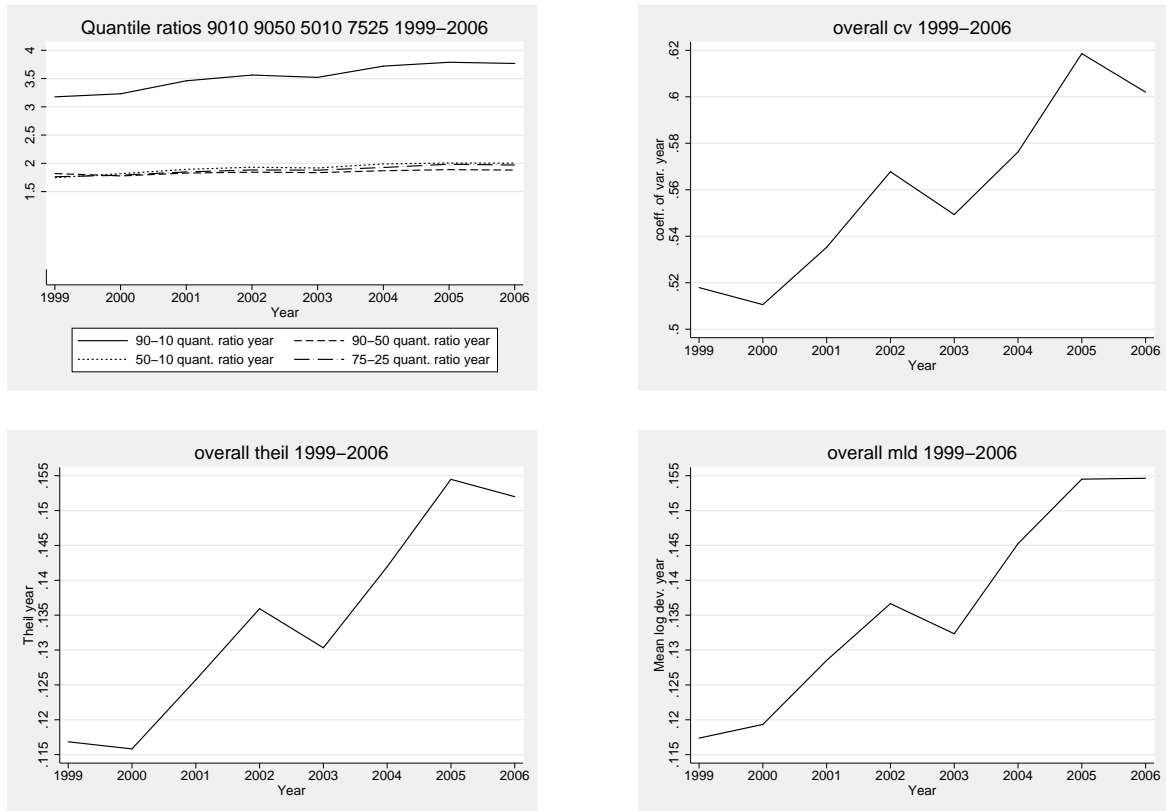 Quantile ratios 9010 9050 5010 7525 1999−2006
4
3.5
3
2.5
2
1.5
1999 2000 2001 2002 2003 2004 2005 2006
Year
90−10 quant. ratio year 90−50 quant. ratio year
50−10 quant. ratio year 75−25 quant. ratio year
overall cv 1999−2006
coeff. of var. year
.62
.6
.58
.56
.54
.52
.5
1999 2000 2001 2002 2003 2004 2005 2006
Year
overall theil 1999−2006
Theil year
.155
.15
.145
.14
.135
.13
.125
.12
.115
1999 2000 2001 2002 2003 2004 2005 2006
Year
overall mld 1999−2006
Mean log dev. year
.155
.15
.145
.14
.135
.13
.125
.12
.115
1999 2000 2001 2002 2003 2004 2005 2006
Year